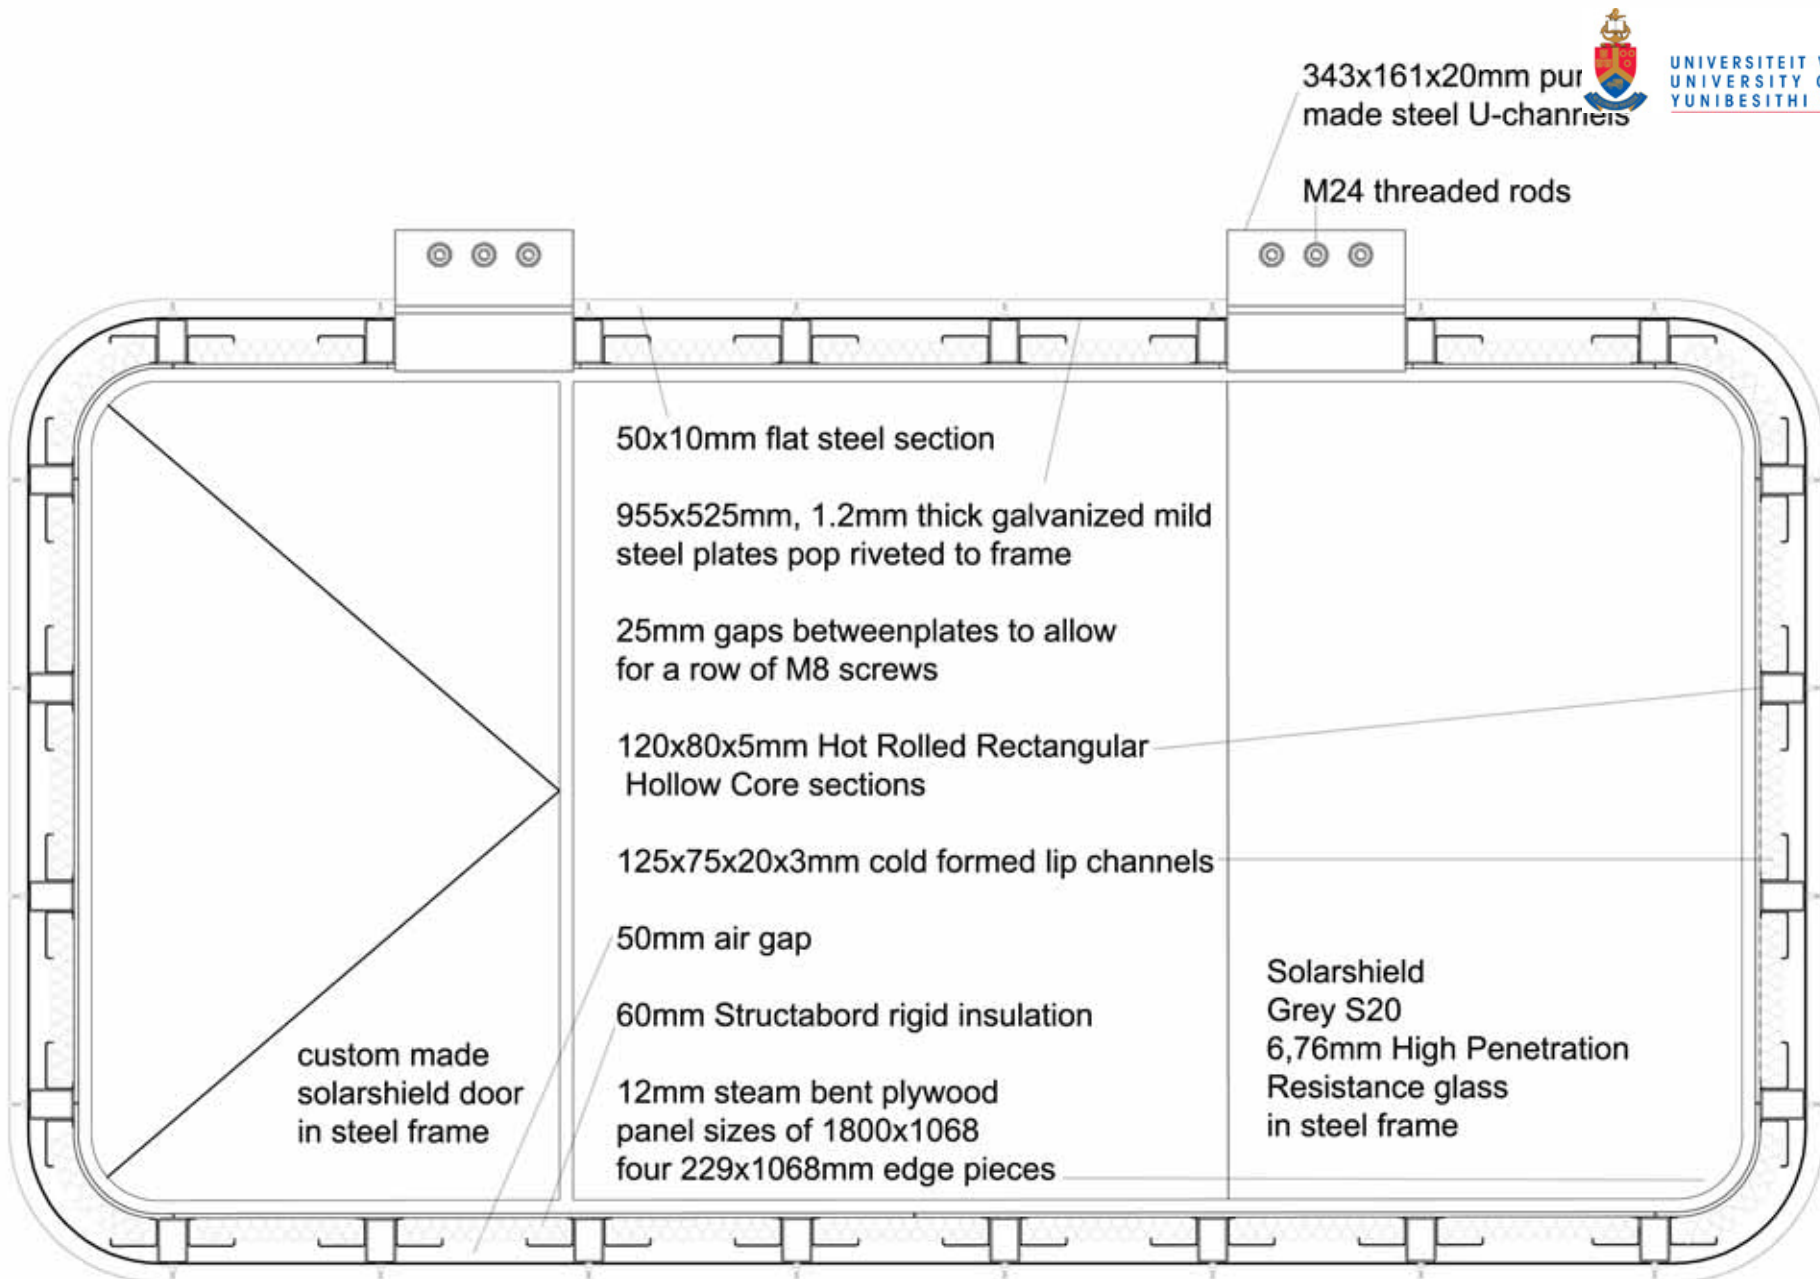 343x161x20mm pur
made steel U-channels
UNIVERSITEIT
UNIVERSITY
YUNIBESITHI
M24 threaded rods
50x10mm flat steel section
955x525mm, 1.2mm thick galvanized mild
steel plates pop riveted to frame
25mm gaps betweenplates to allow
for a row of M8 screws
120x80x5mm Hot Rolled Rectangular
Hollow Core sections
125x75x20x3mm cold formed lip channels
50mm air gap
60mm Structabord rigid insulation
12mm steam bent plywood
panel sizes of 1800x1068
four 229x1068mm edge pieces
custom made
solarshield door
in steel frame
Solarshield
Grey S20
6,76mm High Penetration
Resistance glass
in steel frame